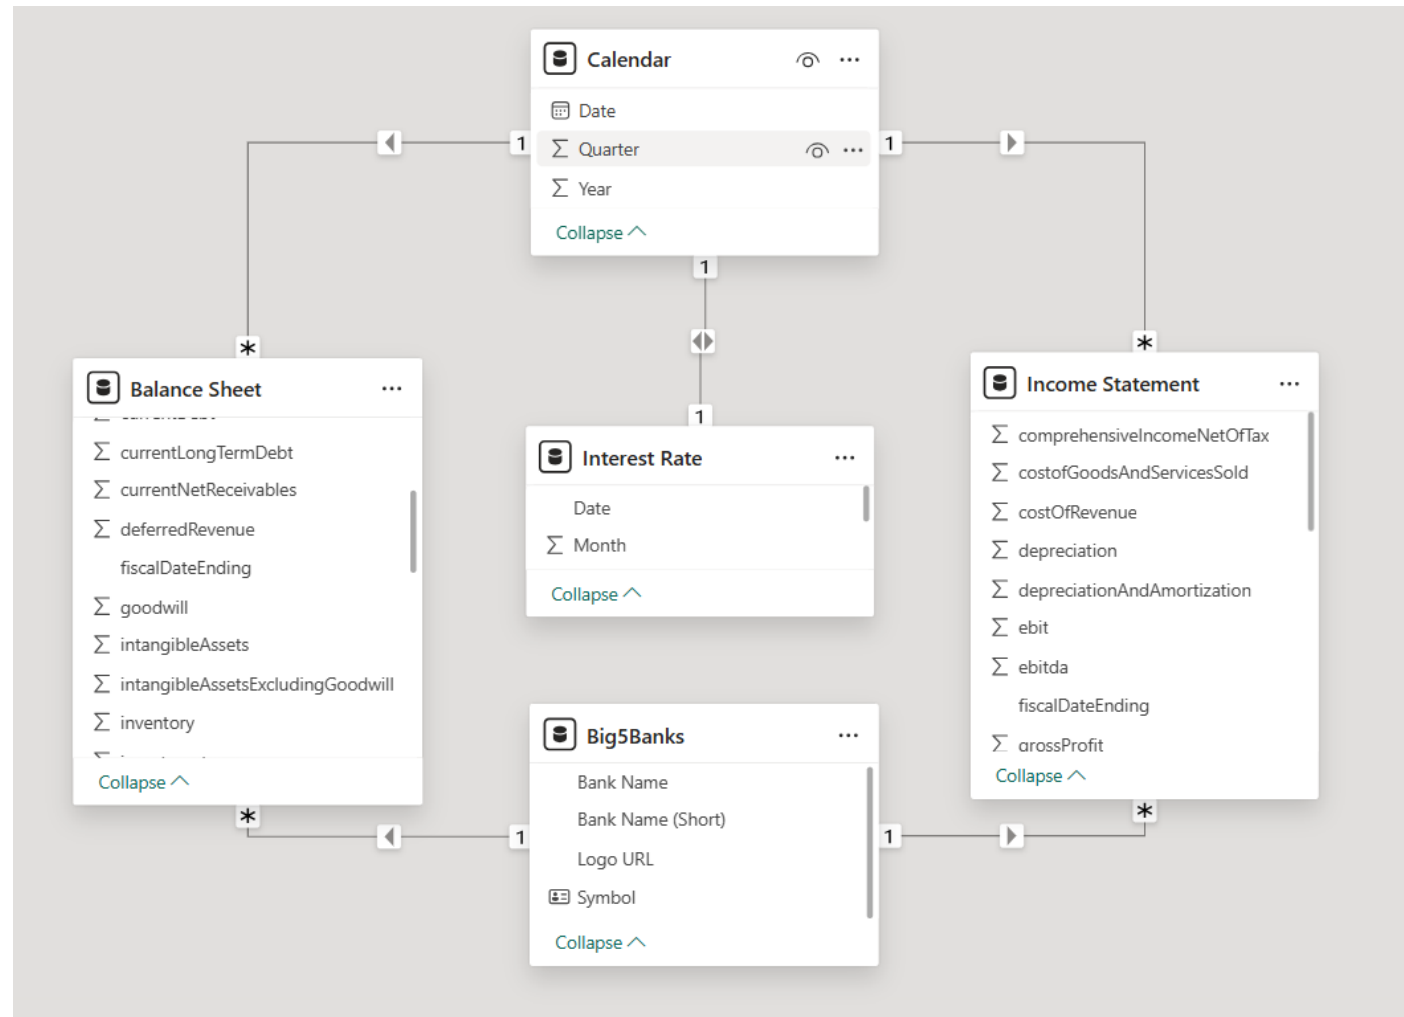 Calendar
Date
Quarter
Year
Collapse
1
1
1
*
*
1
Balance Sheet
currentLongTermDebt
currentNetReceivables
deferredRevenue
fiscalDateEnding
goodwill
intangibleAssets
intangibleAssetsExcludingGoodwill
inventory
Collapse
*
Interest Rate
Date
Month
Collapse
Income Statement
comprehensiveIncomeNetOfTax
costofGoodsAndServicesSold
costOfRevenue
depreciation
depreciationAndAmortization
ebit
ebitda
fiscalDateEnding
grossProfit
Collapse
*
Big5Banks
Bank Name
Bank Name (Short)
Logo URL
Symbol
Collapse
1
1